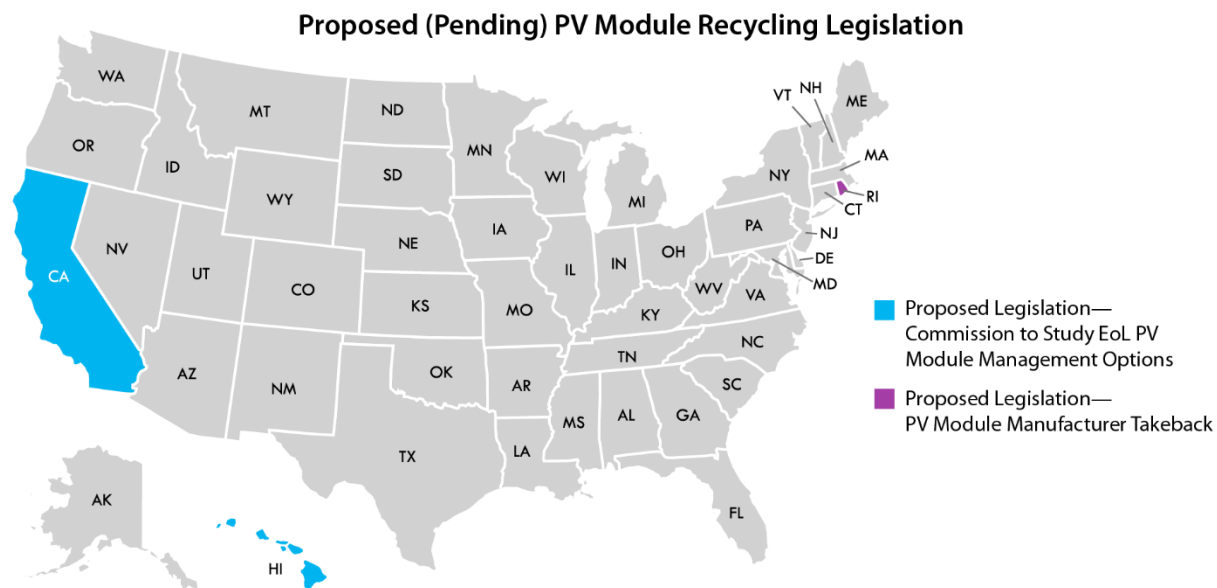 Proposed (Pending) PV Module Recycling Legislation
WA
MT
ND
MN
VT
NH
ME
OR
ID
SD
WI
MI
NY
MA
RI
CT
WY
IA
PA
NJ
NE
NV
UT
CO
IL
IN
OH
DE
MD
CA
KS
MO
WV
VA
KY
AZ
NM
OK
AR
TN
NC
SC
MS
AL
GA
TX
LA
FL
AK
HI
Proposed Legislation—
Commission to Study EoL PV
Module Management Options
Proposed Legislation—
PV Module Manufacturer Takeback